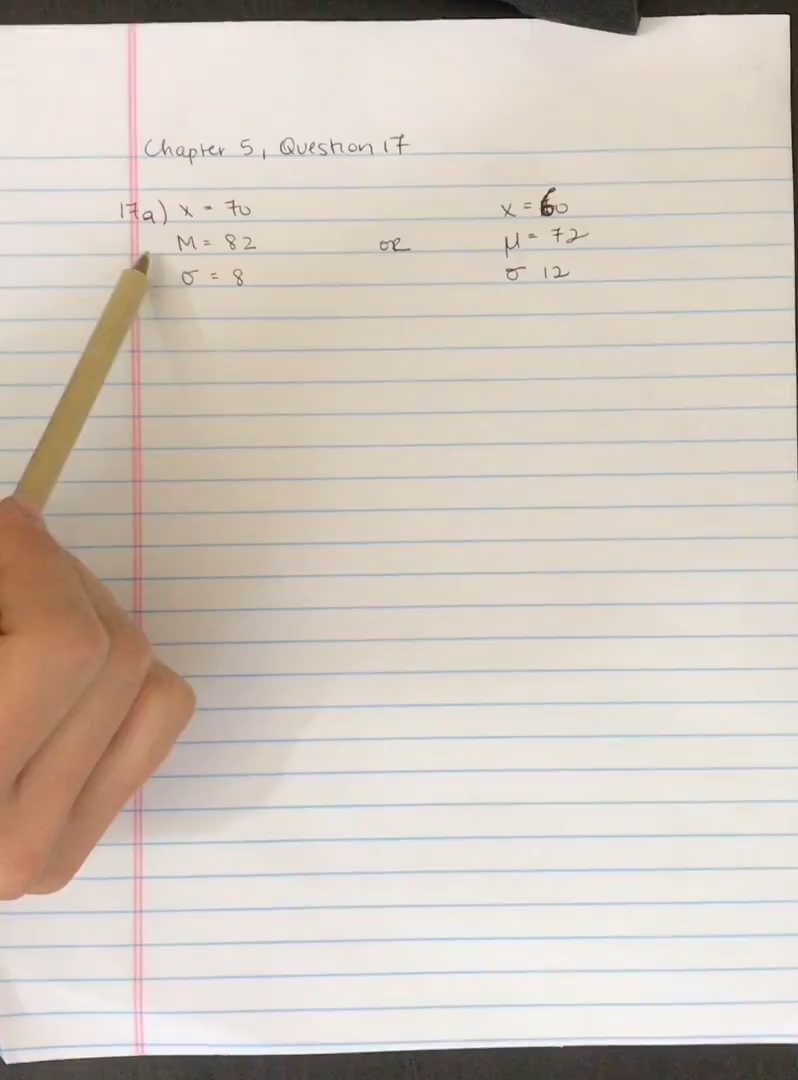 Chapter 5, Question 17
17a) x = 70
M = 82
σ = 8
OR
x = 60
μ = 72
σ 12